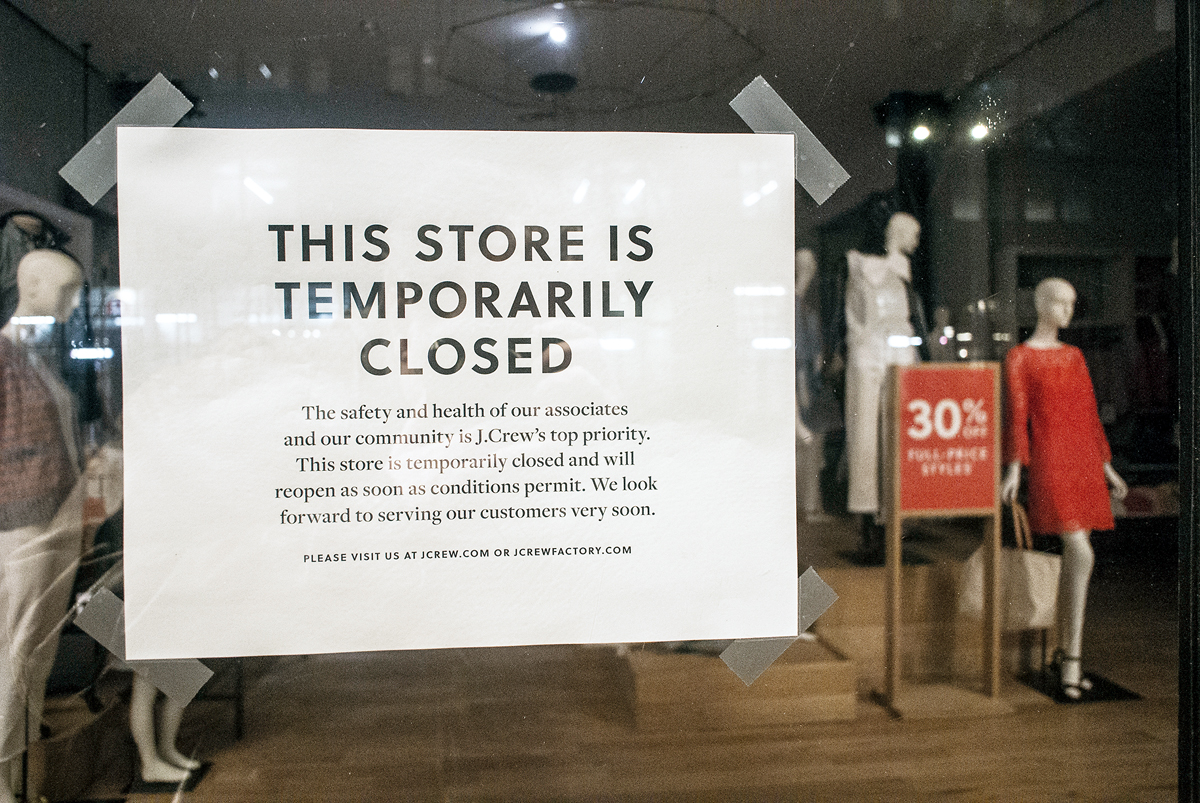 THIS STORE IS
TEMPORARILY
CLOSED
The safety and health of our associates
and our community is J.Crew's top priority.
This store is temporarily closed and will
reopen as soon as conditions permit. We look
forward to serving our customers very soon.
PLEASE VISIT US AT JCREW.COM OR JCREWFACTORY.COM
30%
OFF
FULL-PRICE
STYLES